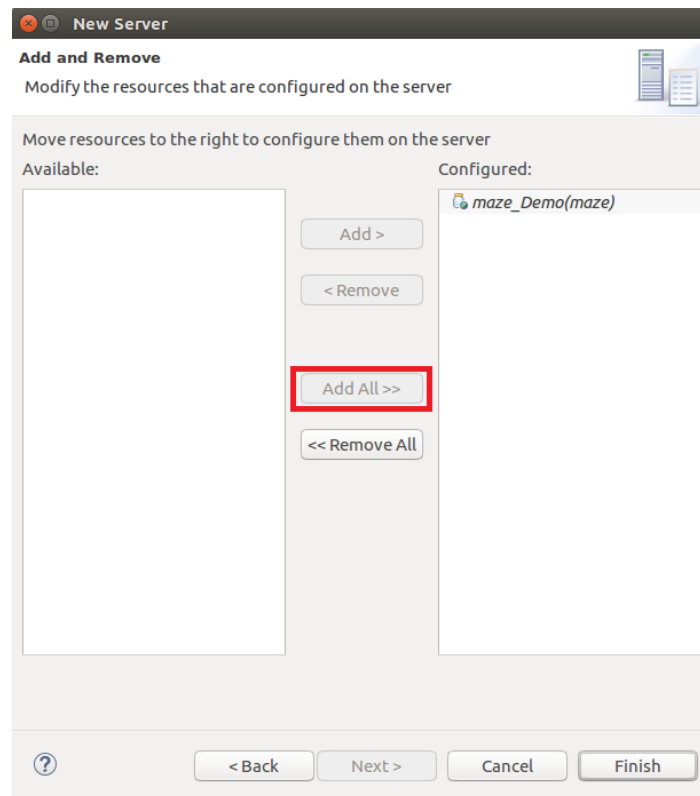 New Server
Add and Remove
Modify the resources that are configured on the server
Move resources to the right to configure them on the server
Available:
Configured:
maze_Demo(maze)
Add >
< Remove
Add All >>
<< Remove All
?
< Back
Next >
Cancel
Finish